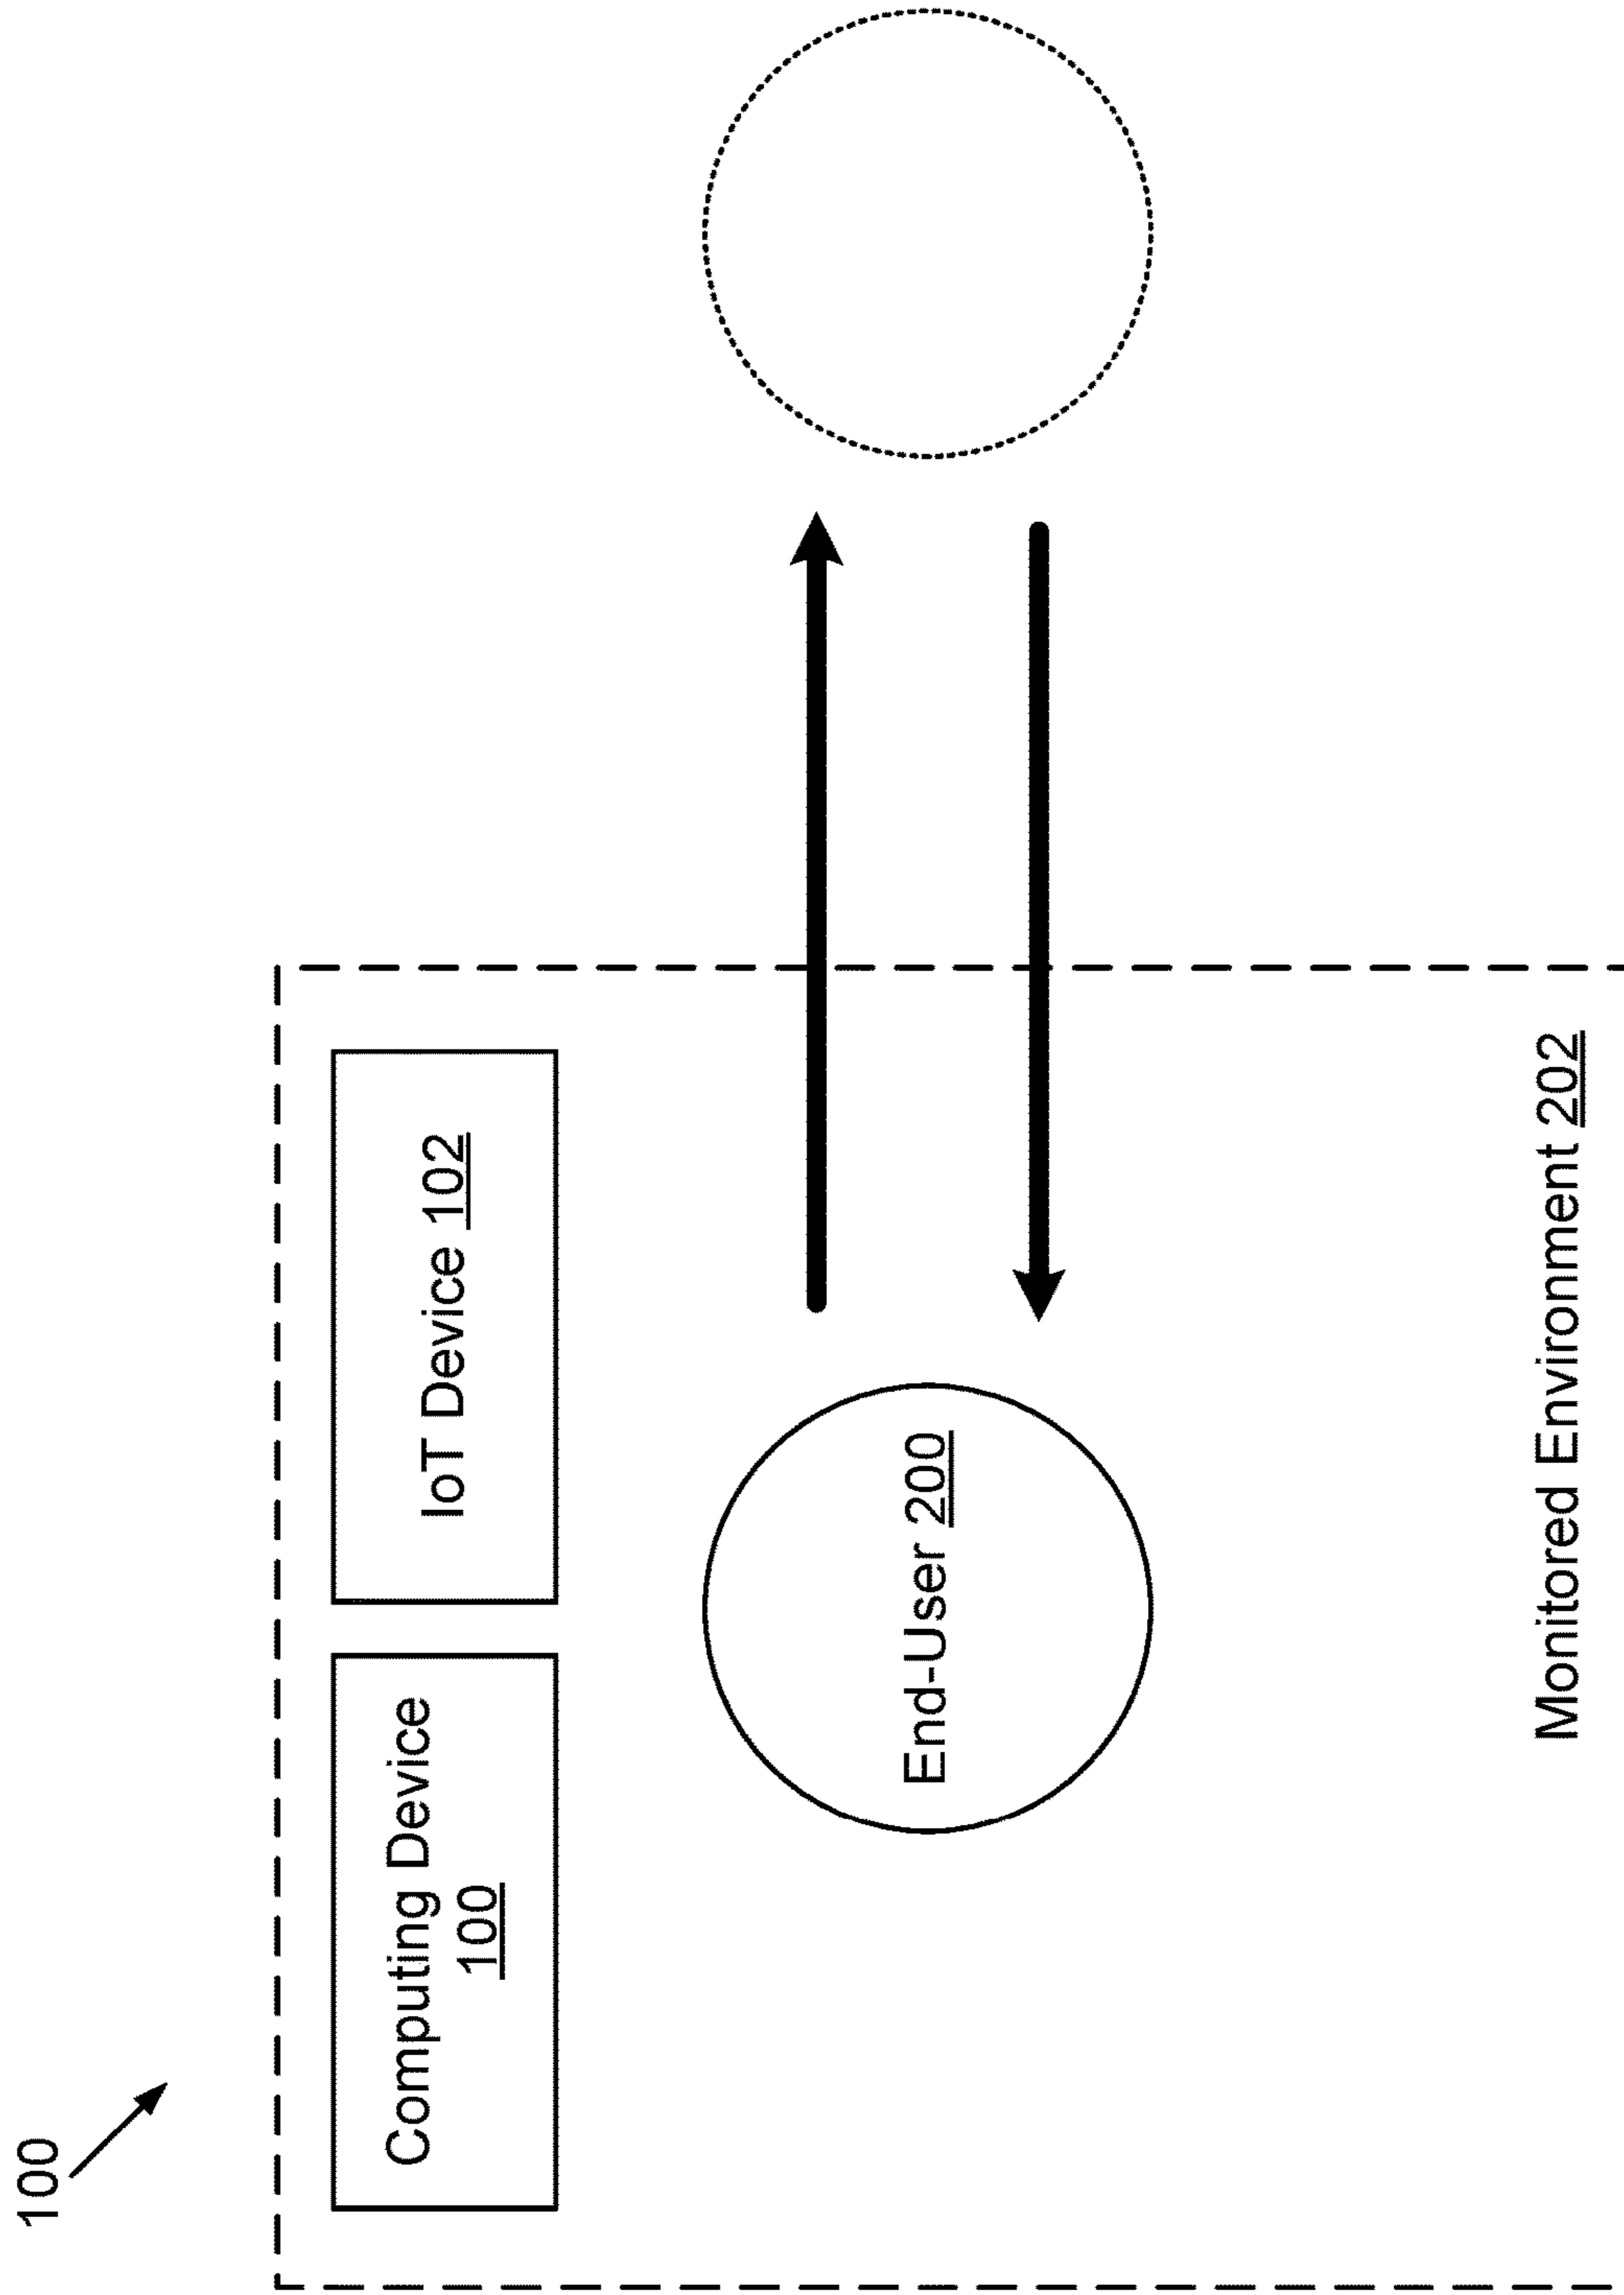 100
Computing Device
100
IoT Device 102
End-User 200
Monitored Environment 202